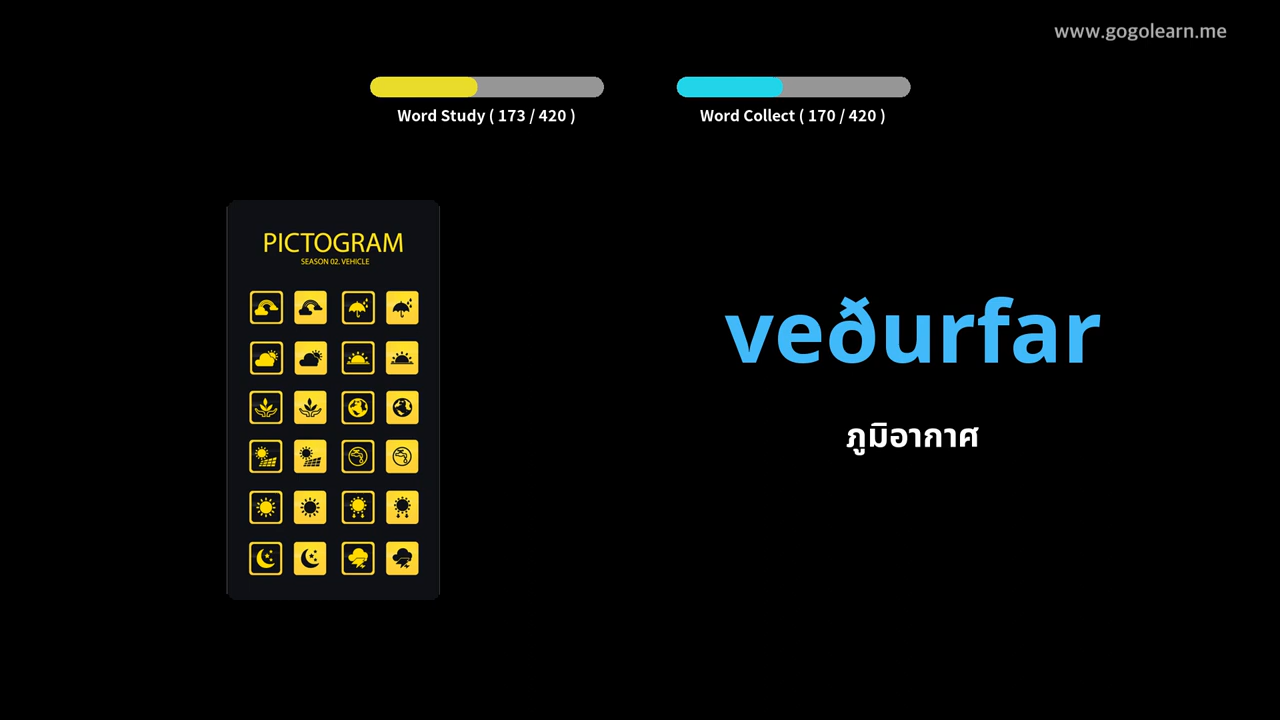 www.gogolearn.me
Word Study ( 173 / 420 )
Word Collect ( 170 / 420 )
PICTOGRAM
SEASON 02. VEHICLE
veðurfar
ภูมิอากาศ